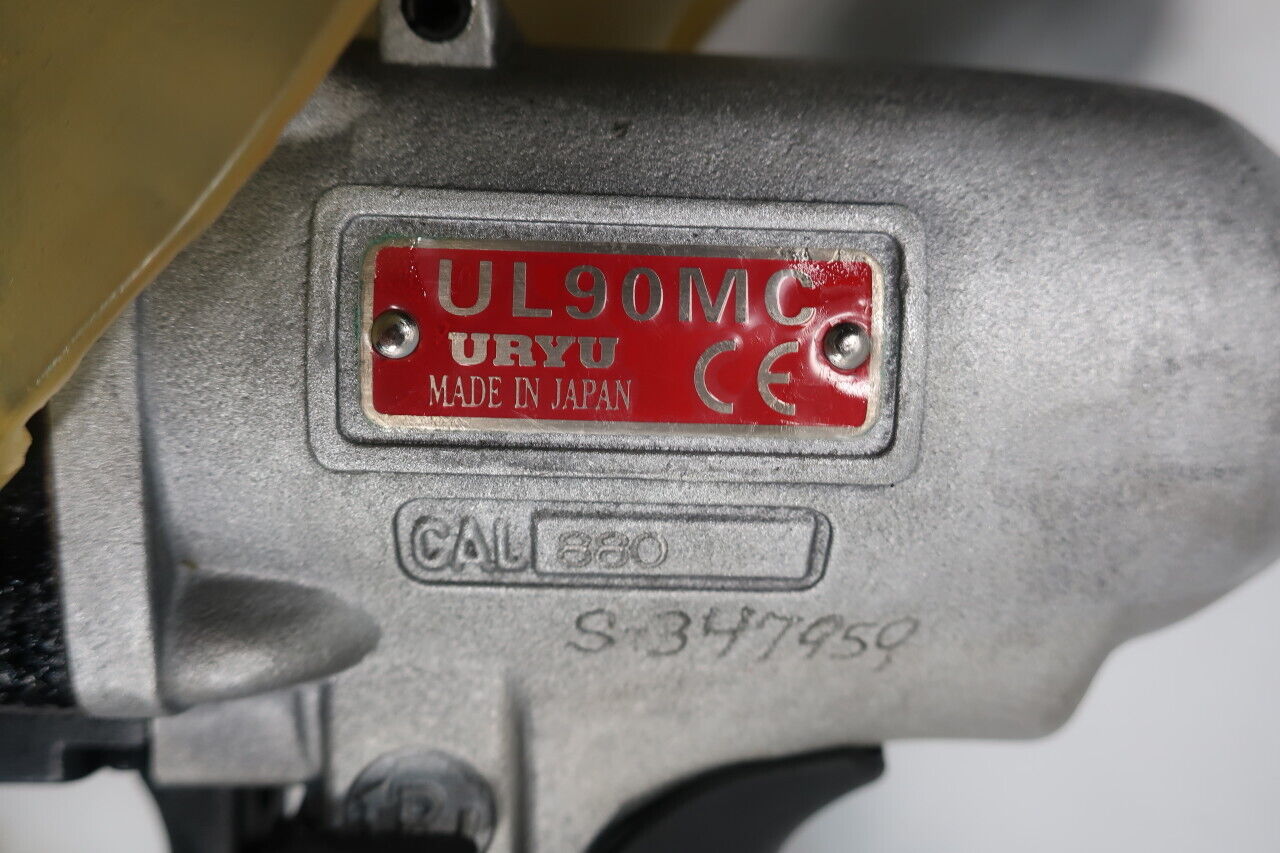 UL90MC
URYU
MADE IN JAPAN CE
CAL 880
S-347959